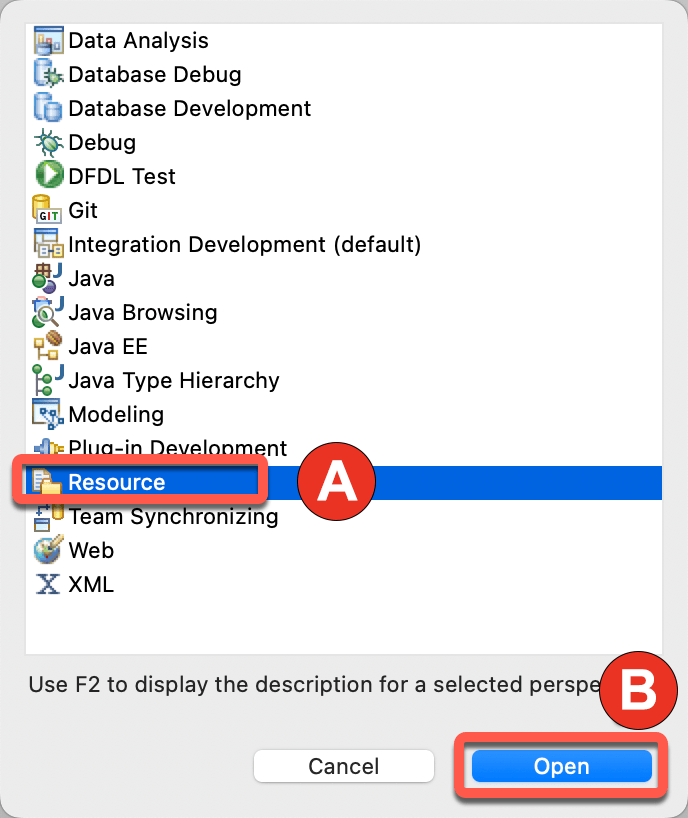 Data Analysis
Database Debug
Database Development
Debug
DFDL Test
GIT Git
Integration Development (default)
Java
Java Browsing
Java EE
Java Type Hierarchy
Modeling
Plug-in Development
Resource A
Team Synchronizing
Web
XML
Use F2 to display the description for a selected perspe
B
Cancel Open